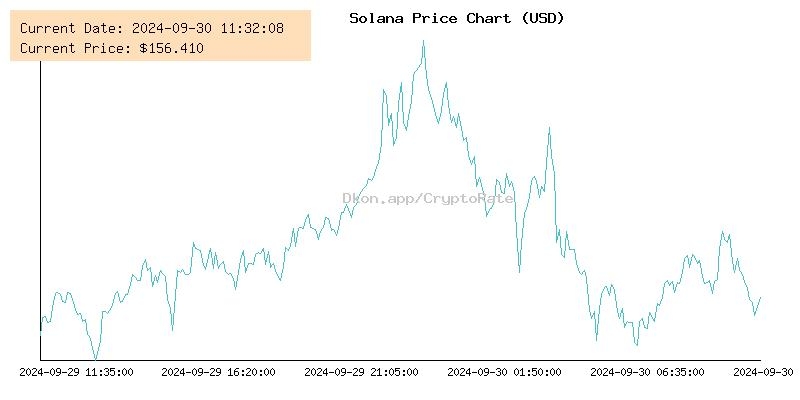 Solana Price Chart (USD)
Current Date: 2024-09-30 11:32:08
Current Price: $156.410
Dkon.app/CryptoRate
2024-09-29 11:35:00 2024-09-29 16:20:00 2024-09-29 21:05:00 2024-09-30 01:50:00 2024-09-30 06:35:00 2024-09-30